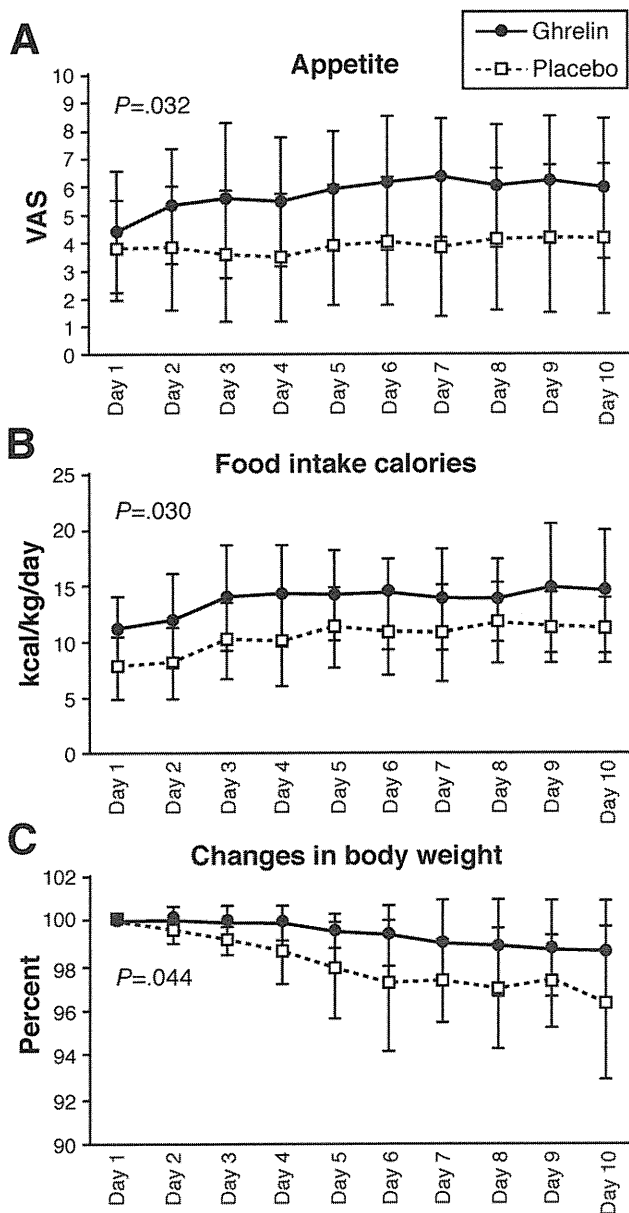 A
Appetite
Ghrelin
Placebo
P=.032
VAS
10
9
8
7
6
5
4
3
2
1
0
Day 1
Day 2
Day 3
Day 4
Day 5
Day 6
Day 7
Day 8
Day 9
Day 10
B
Food intake calories
P=.030
kcal/kg/day
25
20
15
10
5
0
Day 1
Day 2
Day 3
Day 4
Day 5
Day 6
Day 7
Day 8
Day 9
Day 10
C
Changes in body weight
P=.044
Percent
102
100
98
96
94
92
90
Day 1
Day 2
Day 3
Day 4
Day 5
Day 6
Day 7
Day 8
Day 9
Day 10